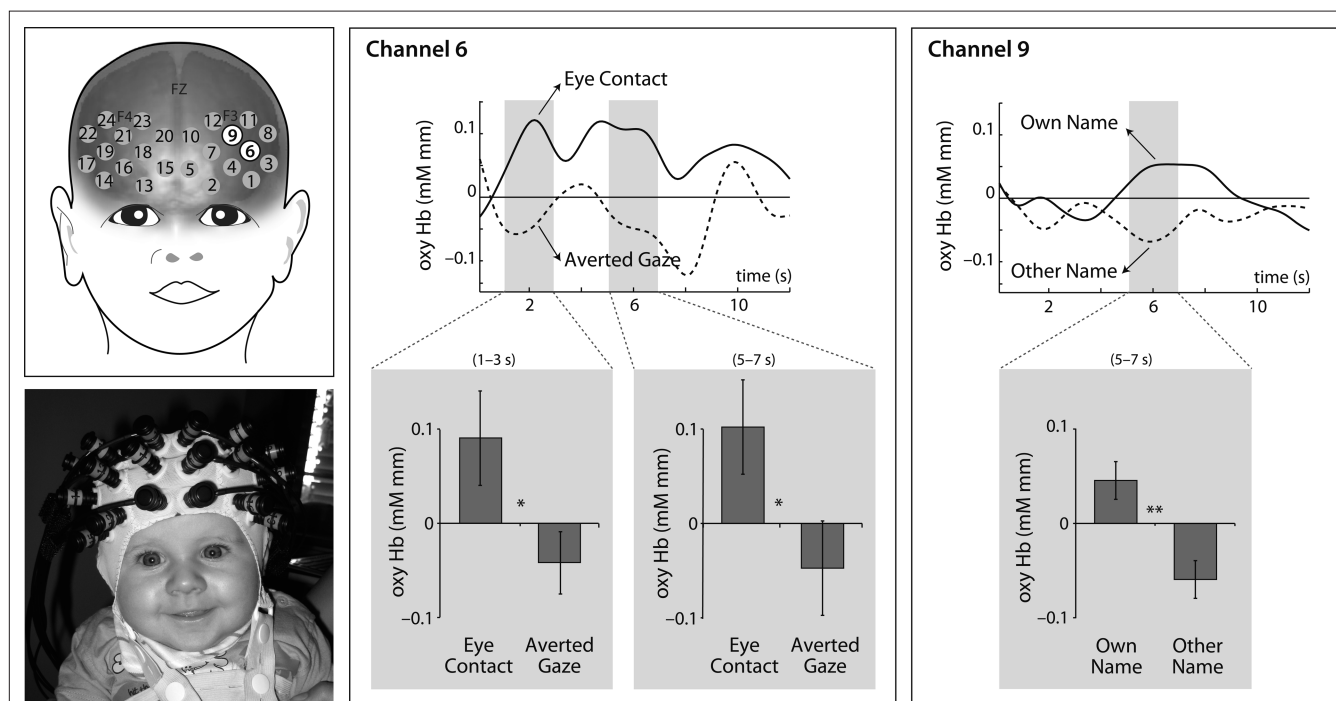 FZ
24 F4 23 12 F3 11
22 21 20 10 9 8
19 18 7 6
17 16 15 5 4 3
14 13 2 1
Channel 6
Eye Contact
oxy Hb (mM mm)
0.1
0
–0.1
Averted Gaze
time (s)
2 6 10
(1–3 s)
oxy Hb (mM mm)
0.1
0
–0.1
*
Eye
Contact
Averted
Gaze
(5–7 s)
oxy Hb (mM mm)
0.1
0
–0.1
*
Eye
Contact
Averted
Gaze
Channel 9
Own Name
oxy Hb (mM mm)
0.1
0
–0.1
Other Name
time (s)
2 6 10
(5–7 s)
oxy Hb (mM mm)
0.1
0
–0.1
**
Own
Name
Other
Name